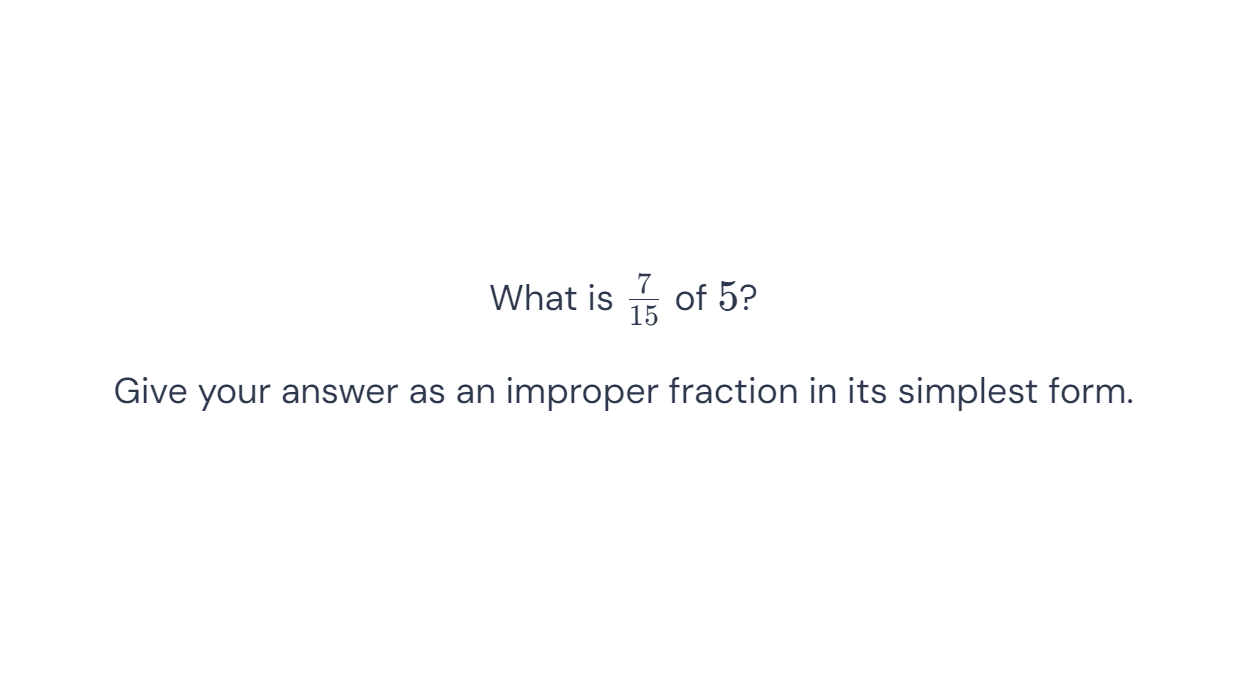 What is $\frac{7}{15}$ of $5$?
Give your answer as an improper fraction in its simplest form.